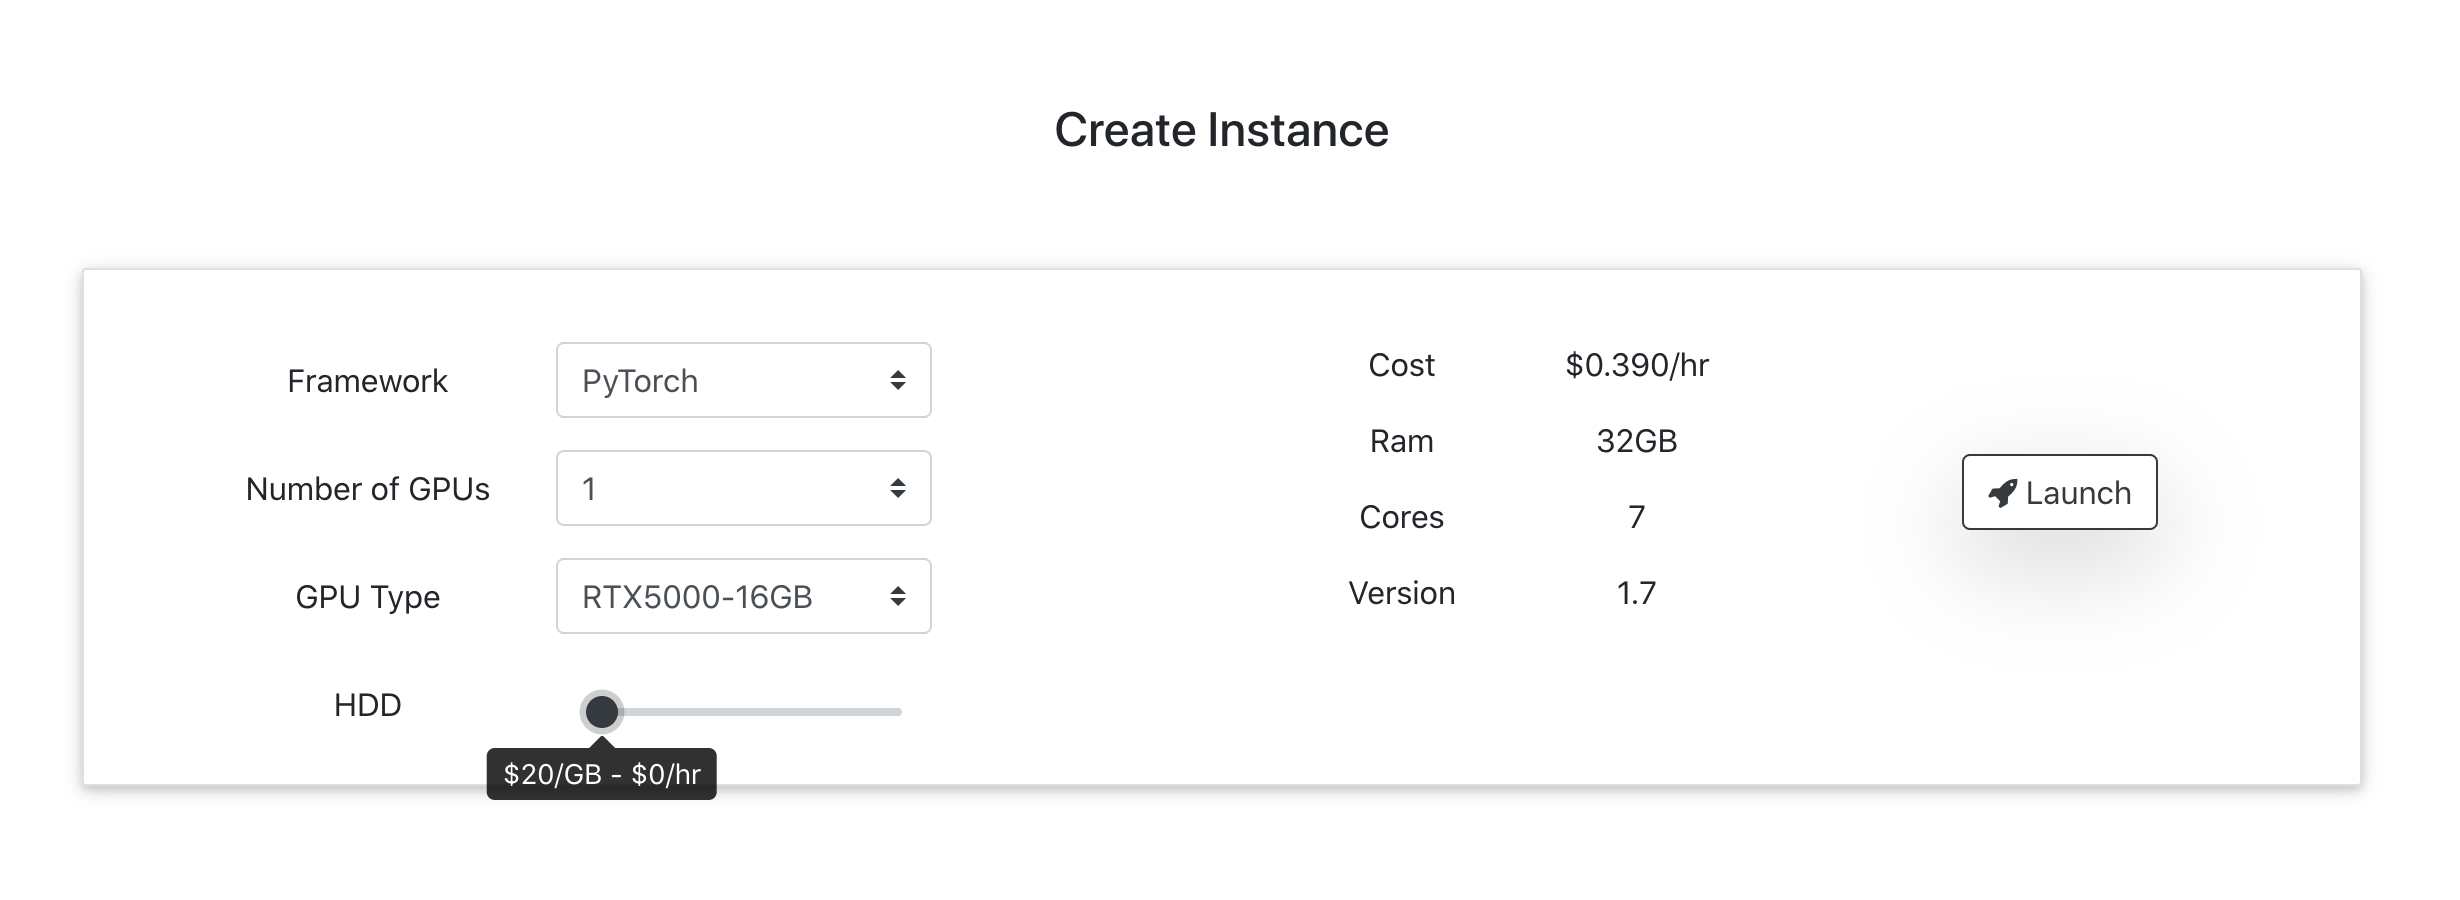 Create Instance
Framework
PyTorch
Number of GPUs
1
GPU Type
RTX5000-16GB
HDD
$20/GB - $0/hr
Cost
$0.390/hr
Ram
32GB
Cores
7
Version
1.7
Launch